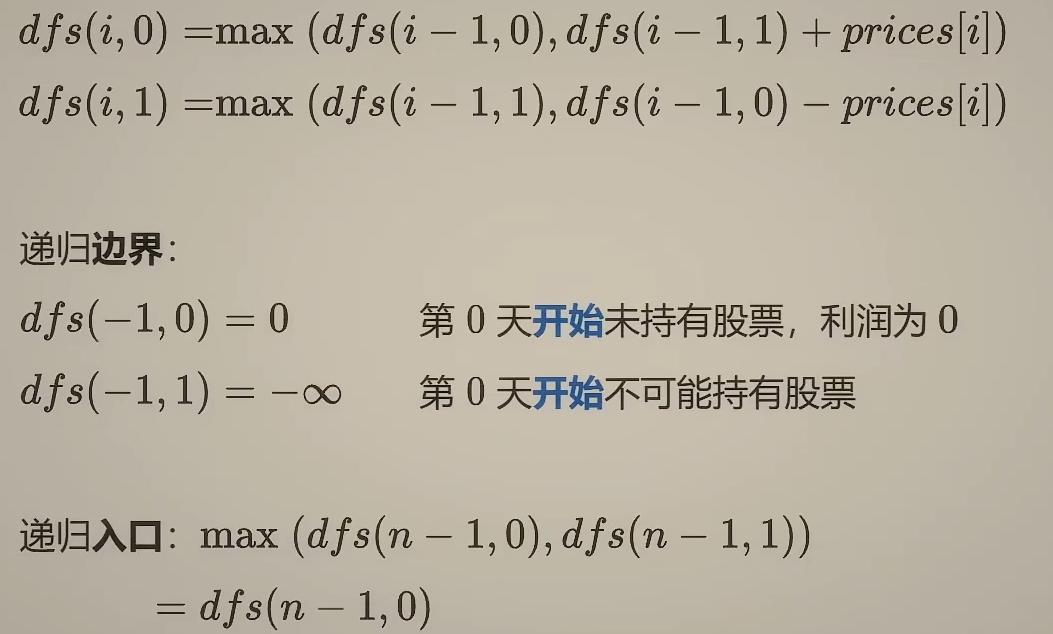 dfs(i, 0) =max (dfs(i − 1, 0), dfs(i − 1, 1) + prices[i])
dfs(i, 1) =max (dfs(i − 1, 1), dfs(i − 1, 0) − prices[i])
递归边界：
dfs(−1, 0) = 0 第 0 天开始未持有股票，利润为 0
dfs(−1, 1) = −∞ 第 0 天开始不可能持有股票
递归入口：max (dfs(n − 1, 0), dfs(n − 1, 1))
= dfs(n − 1, 0)